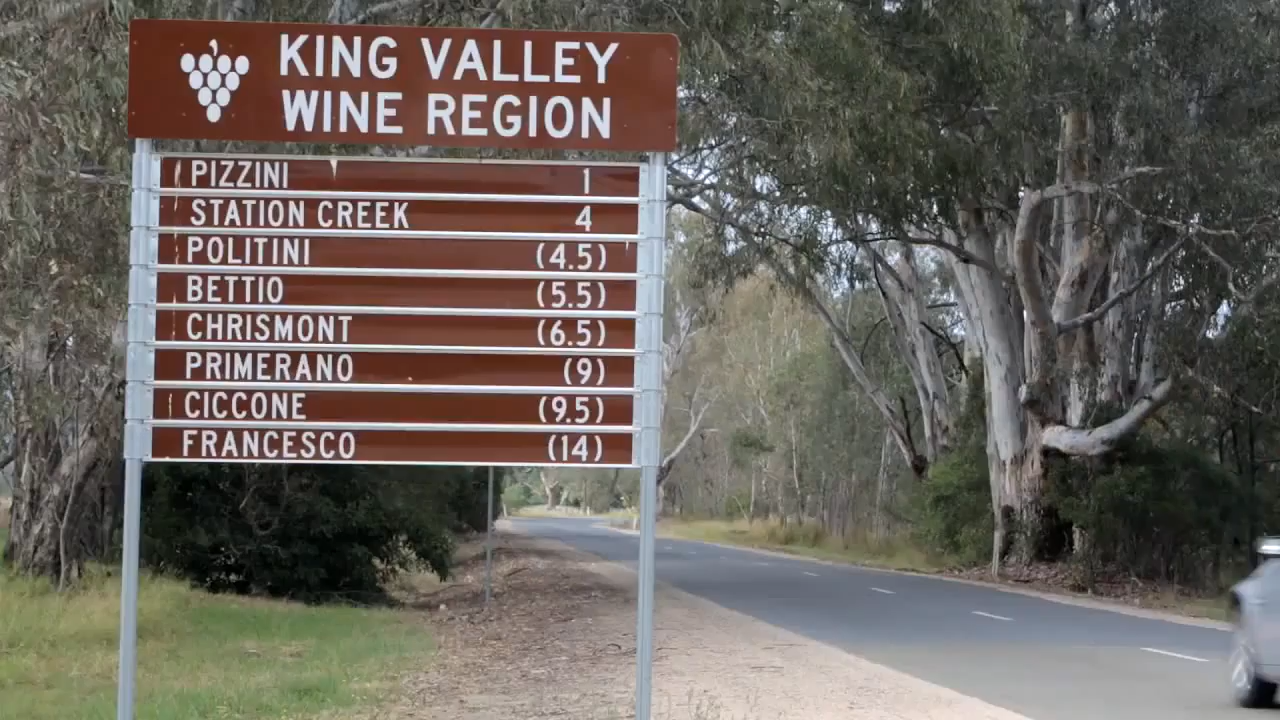 KING VALLEY
WINE REGION
PIZZINI 1
STATION CREEK 4
POLITINI (4.5)
BETTIO (5.5)
CHRISMONT (6.5)
PRIMERANO (9)
CICCONE (9.5)
FRANCESCO (14)